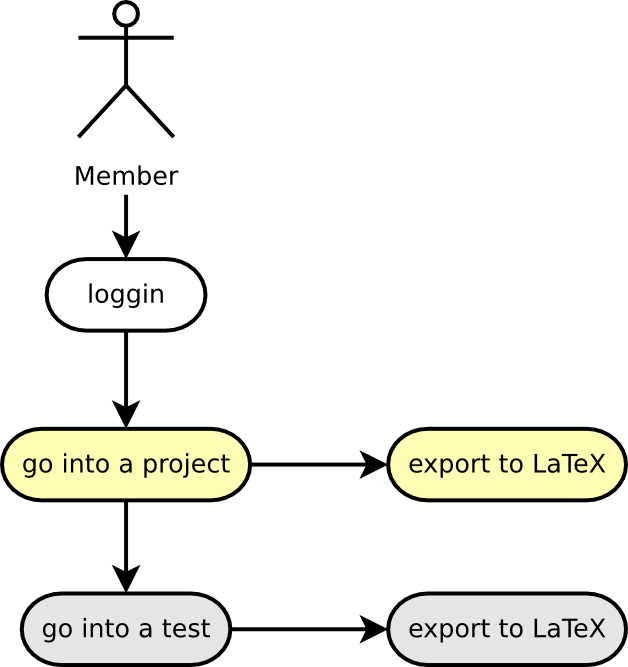 Member
loggin
go into a project
export to LaTeX
go into a test
export to LaTeX